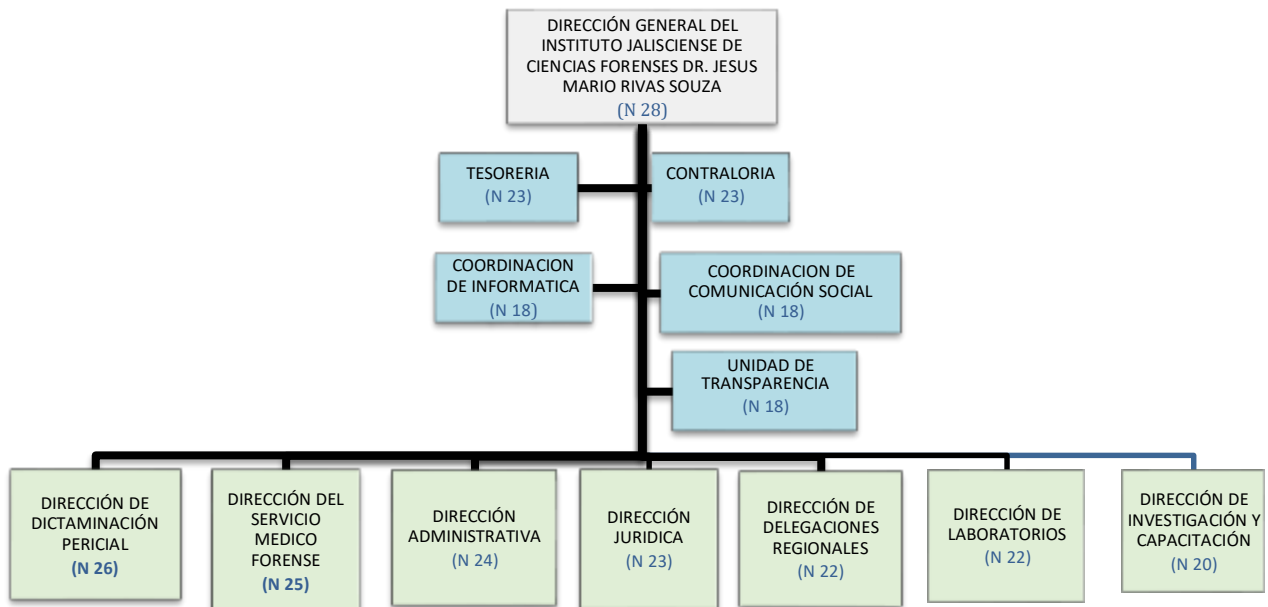 DIRECCIÓN GENERAL DEL
INSTITUTO JALISCIENSE DE
CIENCIAS FORENSES DR. JESUS
MARIO RIVAS SOUZA
(N 28)
TESORERIA
(N 23)
CONTRALORIA
(N 23)
COORDINACION
DE INFORMATICA
(N 18)
COORDINACION DE
COMUNICACIÓN SOCIAL
(N 18)
UNIDAD DE
TRANSPARENCIA
(N 18)
DIRECCIÓN DE
DICTAMINACIÓN
PERICIAL
(N 26)
DIRECCIÓN DEL
SERVICIO
MEDICO
FORENSE
(N 25)
DIRECCIÓN
ADMINISTRATIVA
(N 24)
DIRECCIÓN
JURIDICA
(N 23)
DIRECCIÓN DE
DELEGACIONES
REGIONALES
(N 22)
DIRECCIÓN DE
LABORATORIOS
(N 22)
DIRECCIÓN DE
INVESTIGACIÓN Y
CAPACITACIÓN
(N 20)